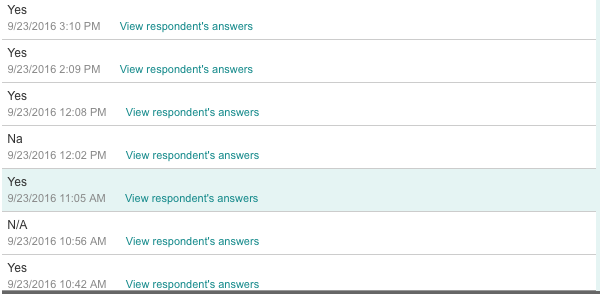 Yes
9/23/2016 3:10 PM View respondent's answers
Yes
9/23/2016 2:09 PM View respondent's answers
Yes
9/23/2016 12:08 PM View respondent's answers
Na
9/23/2016 12:02 PM View respondent's answers
Yes
9/23/2016 11:05 AM View respondent's answers
N/A
9/23/2016 10:56 AM View respondent's answers
Yes
9/23/2016 10:42 AM View respondent's answers